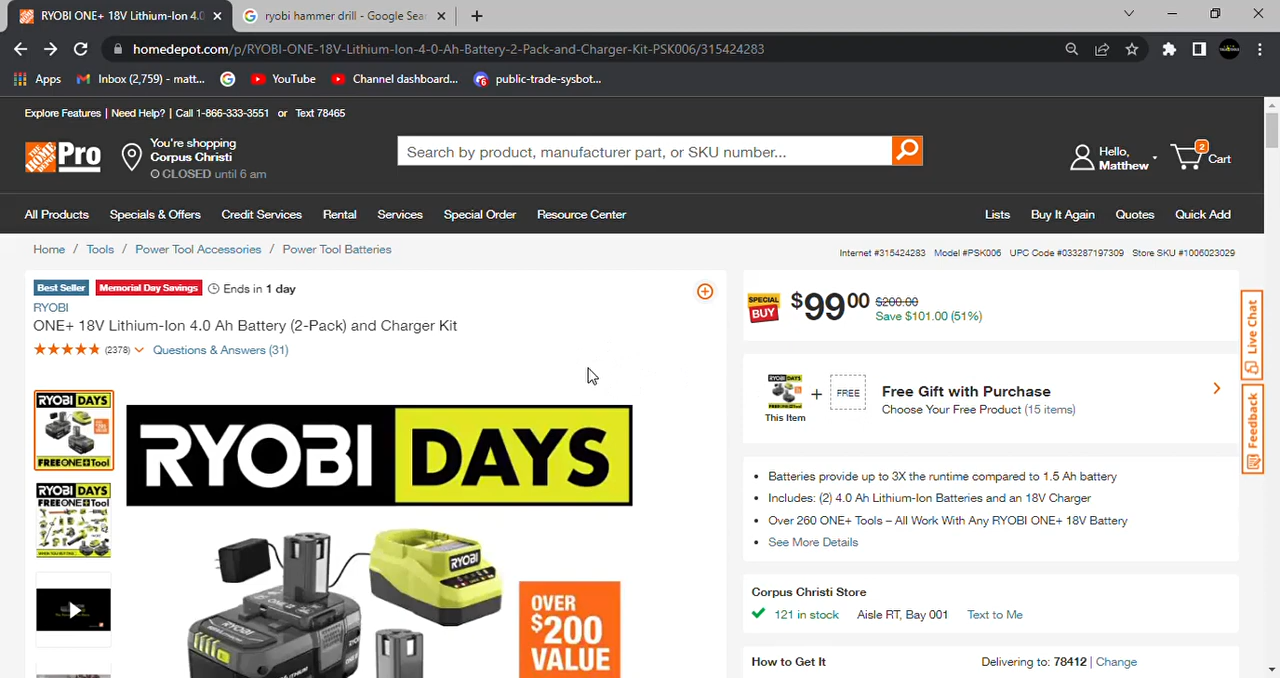 RYOBI ONE+ 18V Lithium-Ion 4.0
ryobi hammer drill - Google Sear
homedepot.com/p/RYOBI-ONE-18V-Lithium-Ion-4-0-Ah-Battery-2-Pack-and-Charger-Kit-PSK006/315424283
Apps
Inbox (2,759) - matt...
YouTube
Channel dashboard...
public-trade-sysbot...
Explore Features | Need Help? | Call 1-866-333-3551 or Text 78465
Pro
You're shopping
Corpus Christi
CLOSED until 6 am
Search by product, manufacturer part, or SKU number...
Hello,
Matthew
2
Cart
All Products
Specials & Offers
Credit Services
Rental
Services
Special Order
Resource Center
Lists
Buy It Again
Quotes
Quick Add
Home / Tools / Power Tool Accessories / Power Tool Batteries
Internet #315424283 Model #PSK006 UPC Code #033287197309 Store SKU #1006023029
Best Seller
Memorial Day Savings
Ends in 1 day
RYOBI
ONE+ 18V Lithium-Ion 4.0 Ah Battery (2-Pack) and Charger Kit
(2378)
Questions & Answers (31)
RYOBI DAYS
FREE ONE+ Tool
RYOBI DAYS
FREE ONE+ Tool
RYOBI DAYS
RYOBI
RYOBI
OVER
$200
VALUE
SPECIAL
BUY
$99.00
$200.00
Save $101.00 (51%)
This Item
+
FREE
Free Gift with Purchase
Choose Your Free Product (15 items)
Batteries provide up to 3X the runtime compared to 1.5 Ah battery
Includes: (2) 4.0 Ah Lithium-Ion Batteries and an 18V Charger
Over 260 ONE+ Tools – All Work With Any RYOBI ONE+ 18V Battery
See More Details
Corpus Christi Store
121 in stock
Aisle RT, Bay 001
Text to Me
How to Get It
Delivering to: 78412 | Change
Live Chat
Feedback